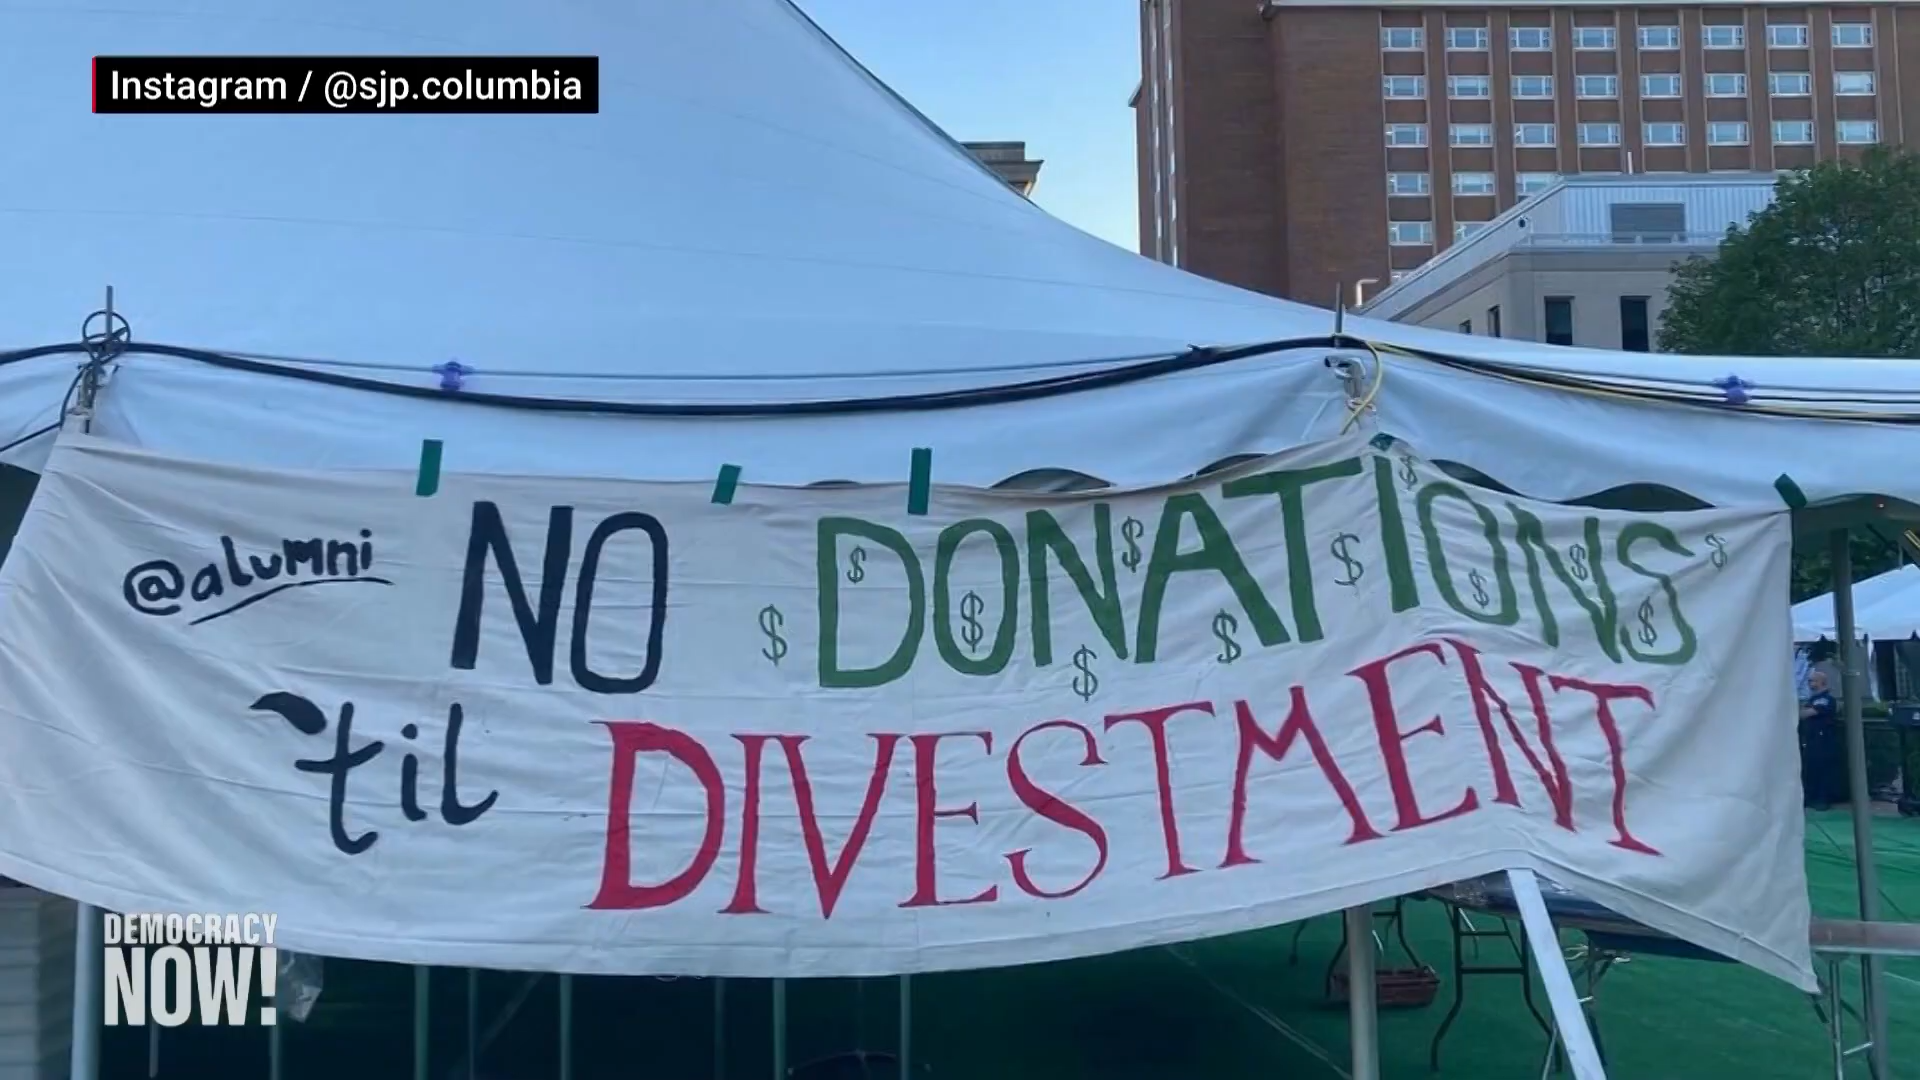 Instagram / @sjp.columbia
@alumni NO $ DONATIONS
'til DIVESTMENT
DEMOCRACY
NOW!